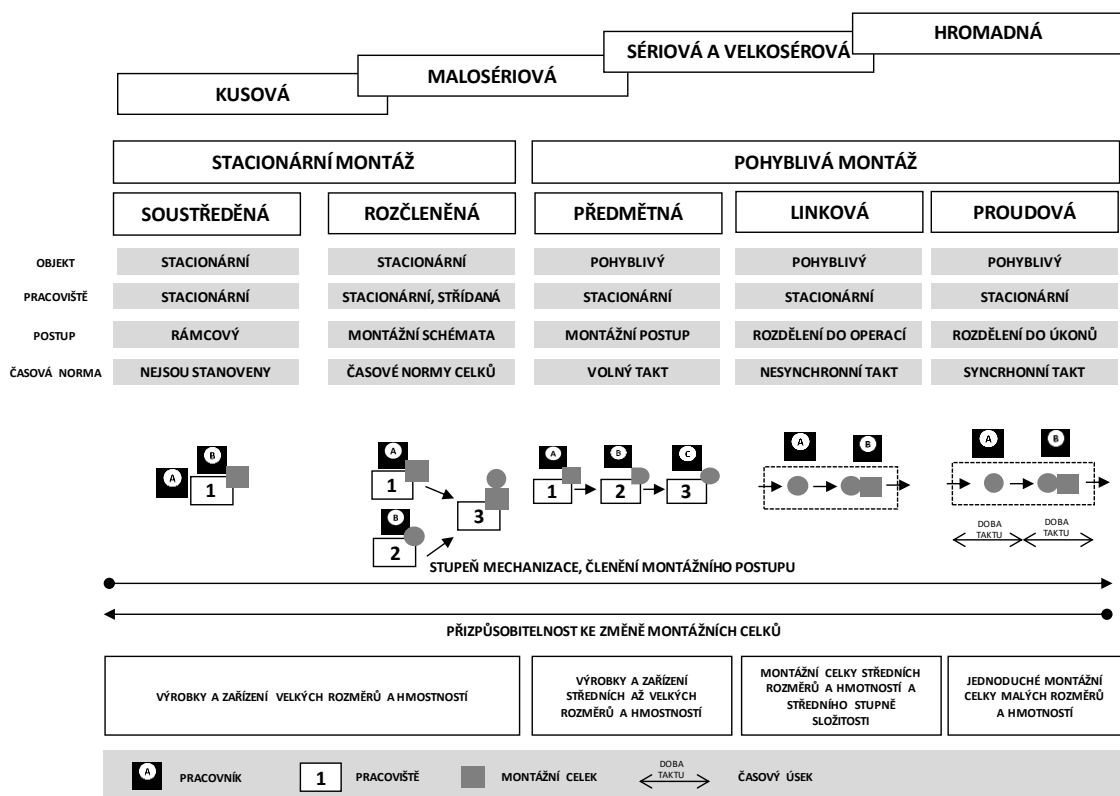 HROMADNÁ
SÉRIOVÁ A VELKOSÉROVÁ
MALOSÉRIOVÁ
KUSOVÁ
STACIONÁRNÍ MONTÁŽ
POHYBLIVÁ MONTÁŽ
SOUSTŘEDĚNÁ
ROZČLENĚNÁ
PŘEDMĚTNÁ
LINKOVÁ
PROUDOVÁ
OBJEKT
STACIONÁRNÍ
STACIONÁRNÍ
POHYBLIVÝ
POHYBLIVÝ
POHYBLIVÝ
PRACOVIŠTĚ
STACIONÁRNÍ
STACIONÁRNÍ, STŘÍDANÁ
STACIONÁRNÍ
STACIONÁRNÍ
STACIONÁRNÍ
POSTUP
RÁMCOVÝ
MONTÁŽNÍ SCHÉMATA
MONTÁŽNÍ POSTUP
ROZDĚLENÍ DO OPERACÍ
ROZDĚLENÍ DO ÚKONŮ
ČASOVÁ NORMA
NEJSOU STANOVENY
ČASOVÉ NORMY CELKŮ
VOLNÝ TAKT
NESYNCHRONNÍ TAKT
SYNCRHONNÍ TAKT
B
A
1
A
1
B
2
3
A
1
B
2
C
3
A
B
A
B
DOBA
TAKTU
DOBA
TAKTU
STUPEŇ MECHANIZACE, ČLENĚNÍ MONTÁŽNÍHO POSTUPU
PŘIZPŮSOBITELNOST KE ZMĚNĚ MONTÁŽNÍCH CELKŮ
VÝROBKY A ZAŘÍZENÍ VELKÝCH ROZMĚRŮ A HMOSTNOSTÍ
VÝROBKY A ZAŘÍZENÍ
STŘEDNÍCH AŽ VELKÝCH
ROZMĚRŮ A HMOSTNOSTÍ
MONTÁŽNÍ CELKY STŘEDNÍCH
ROZMĚRŮ A HMOTNOSTÍ A
STŘEDNÍHO STUPNĚ
SLOŽITOSTI
JEDNODUCHÉ MONTÁŽNÍ
CELKY MALÝCH ROZMĚRŮ
A HMOTNOSTÍ
A
PRACOVNÍK
1
PRACOVIŠTĚ
MONTÁŽNÍ CELEK
DOBA
TAKTU
ČASOVÝ ÚSEK